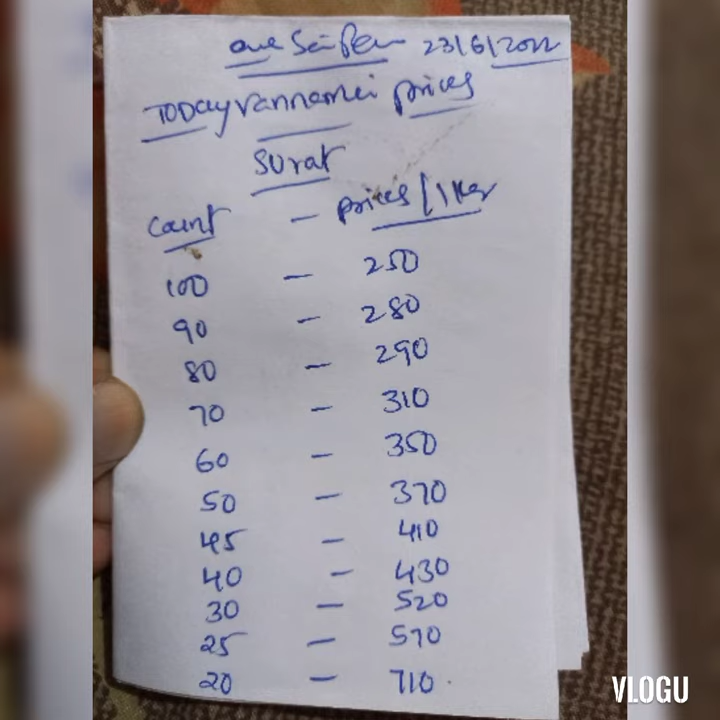 23/6/2022
TODAY vannamei prices
Surat
Count - prices/1kg
100 - 250
90 - 280
80 - 290
70 - 310
60 - 350
50 - 370
45 - 410
40 - 430
30 - 520
25 - 570
20 - 710
VLOGU